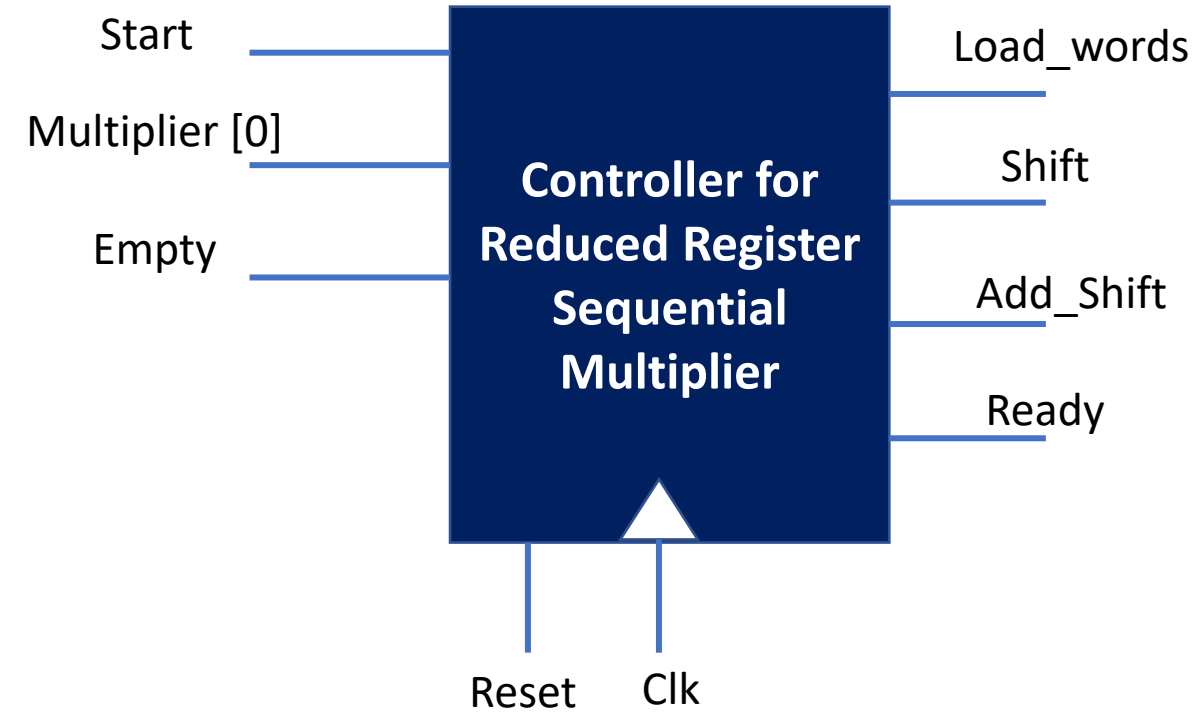 Start
Multiplier [0]
Empty
Controller for
Reduced Register
Sequential
Multiplier
Load_words
Shift
Add_Shift
Ready
Reset
Clk